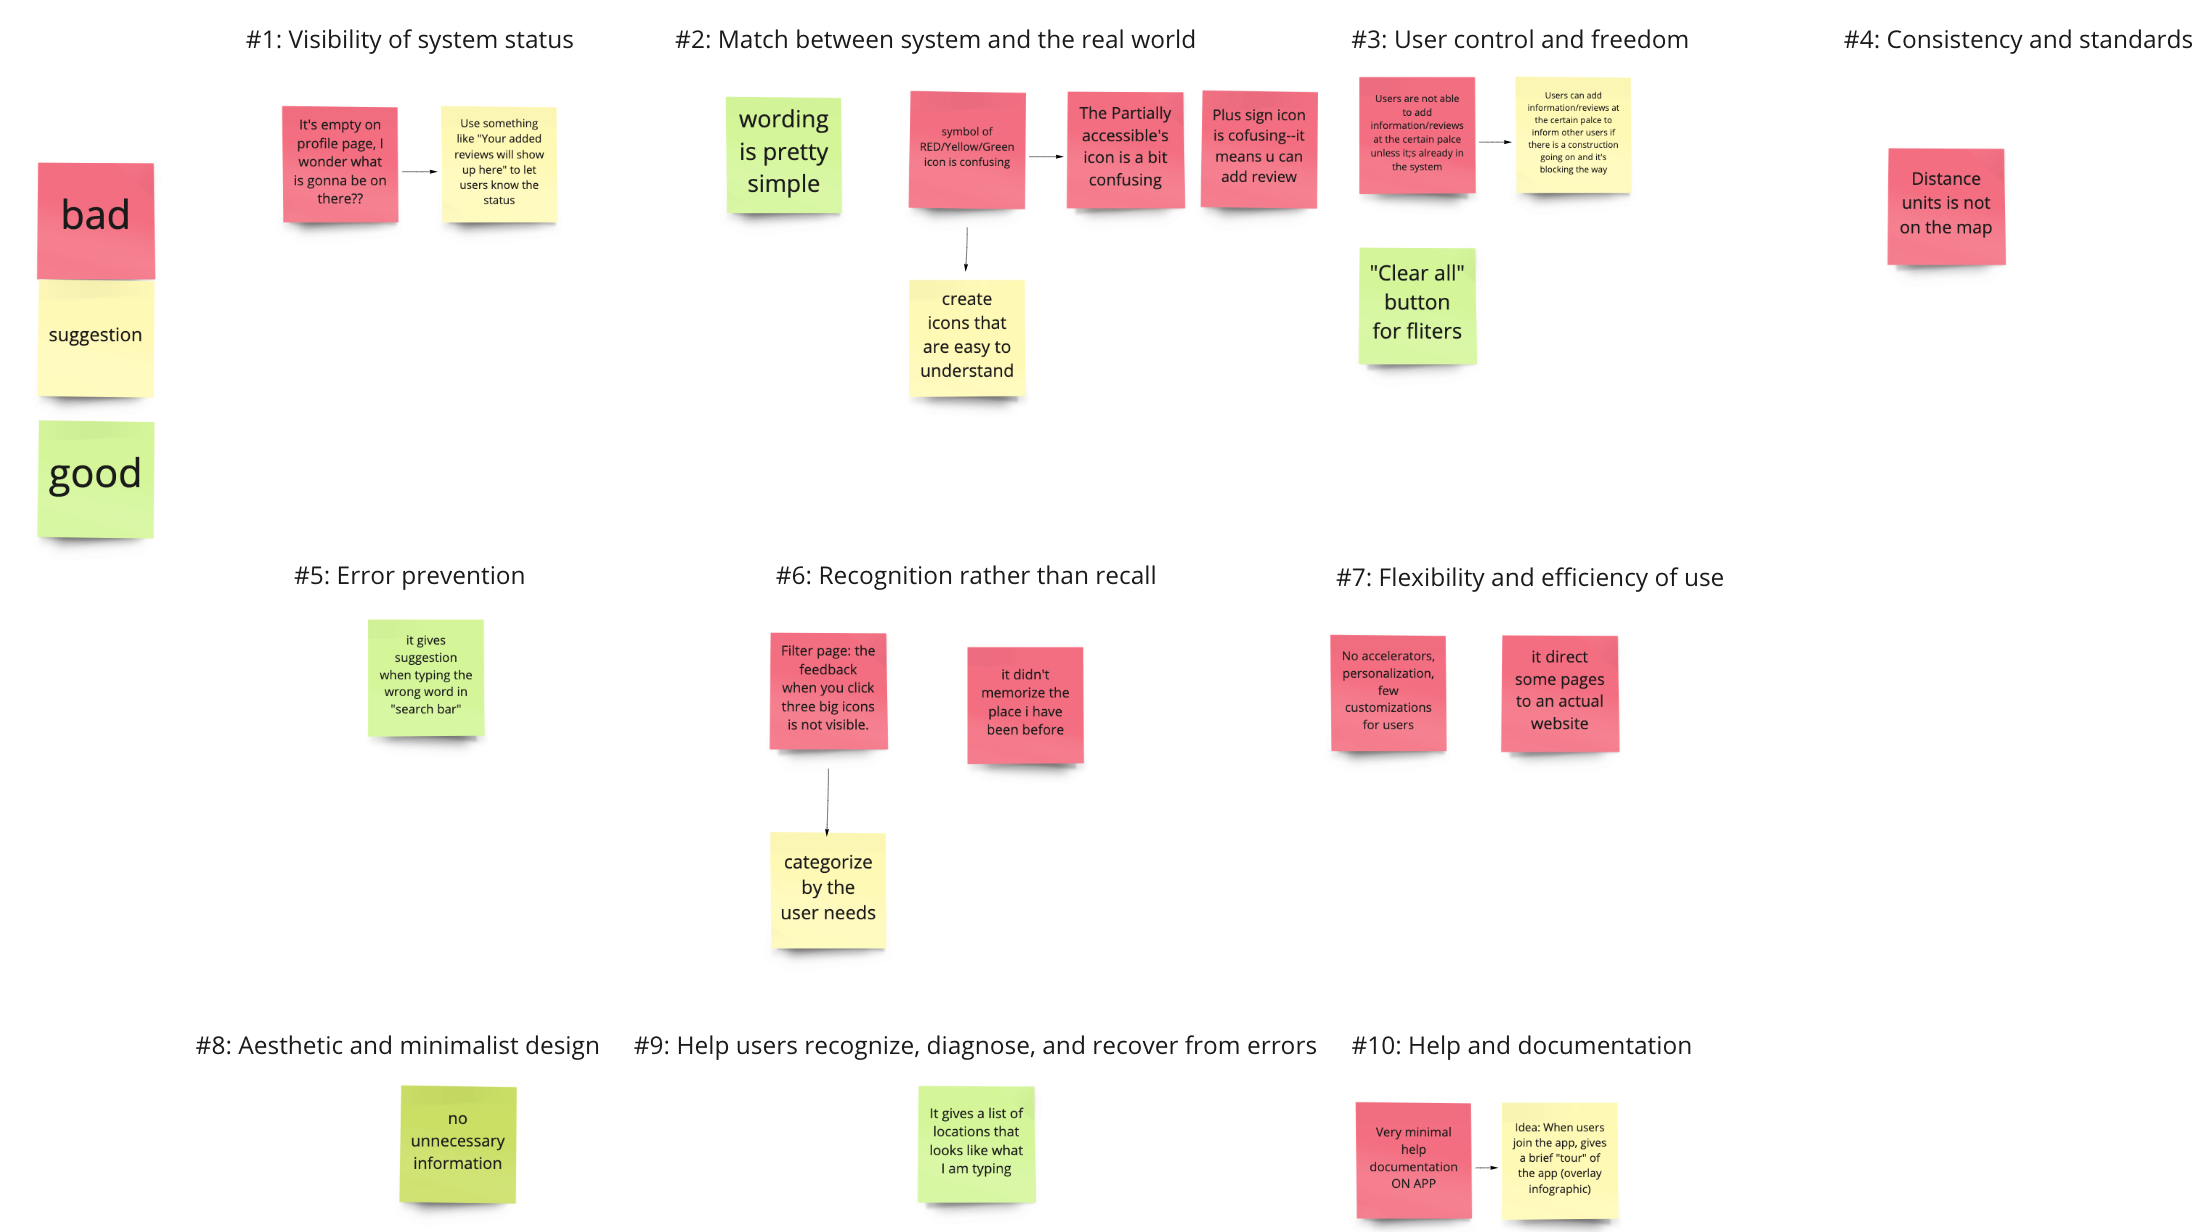 #1: Visibility of system status
#2: Match between system and the real world
#3: User control and freedom
#4: Consistency and standards
bad
suggestion
good
It's empty on
profile page, I
wonder what
is gonna be on
there??
Use something
like "Your added
reviews will show
up here" to let
users know the
status
wording
is pretty
simple
symbol of
RED/Yellow/Green
icon is confusing
The Partially
accessible's
icon is a bit
confusing
Plus sign icon
is cofusing--it
means u can
add review
create
icons that
are easy to
understand
Users are not able
to add
information/reviews
at the certain palce
unless it;s already in
the system
Users can add
information/reviews at
the certain palce to
inform other users if
there is a construction
going on and it's
blocking the way
"Clear all"
button
for fliters
Distance
units is not
on the map
#5: Error prevention
#6: Recognition rather than recall
#7: Flexibility and efficiency of use
it gives
suggestion
when typing the
wrong word in
"search bar"
Filter page: the
feedback
when you click
three big icons
is not visible.
it didn't
memorize the
place i have
been before
categorize
by the
user needs
No accelerators,
personalization,
few
customizations
for users
it direct
some pages
to an actual
website
#8: Aesthetic and minimalist design
#9: Help users recognize, diagnose, and recover from errors
#10: Help and documentation
no
unnecessary
information
It gives a list of
locations that
looks like what
I am typing
Very minimal
help
documentation
ON APP
Idea: When users
join the app, gives
a brief "tour" of
the app (overlay
infographic)